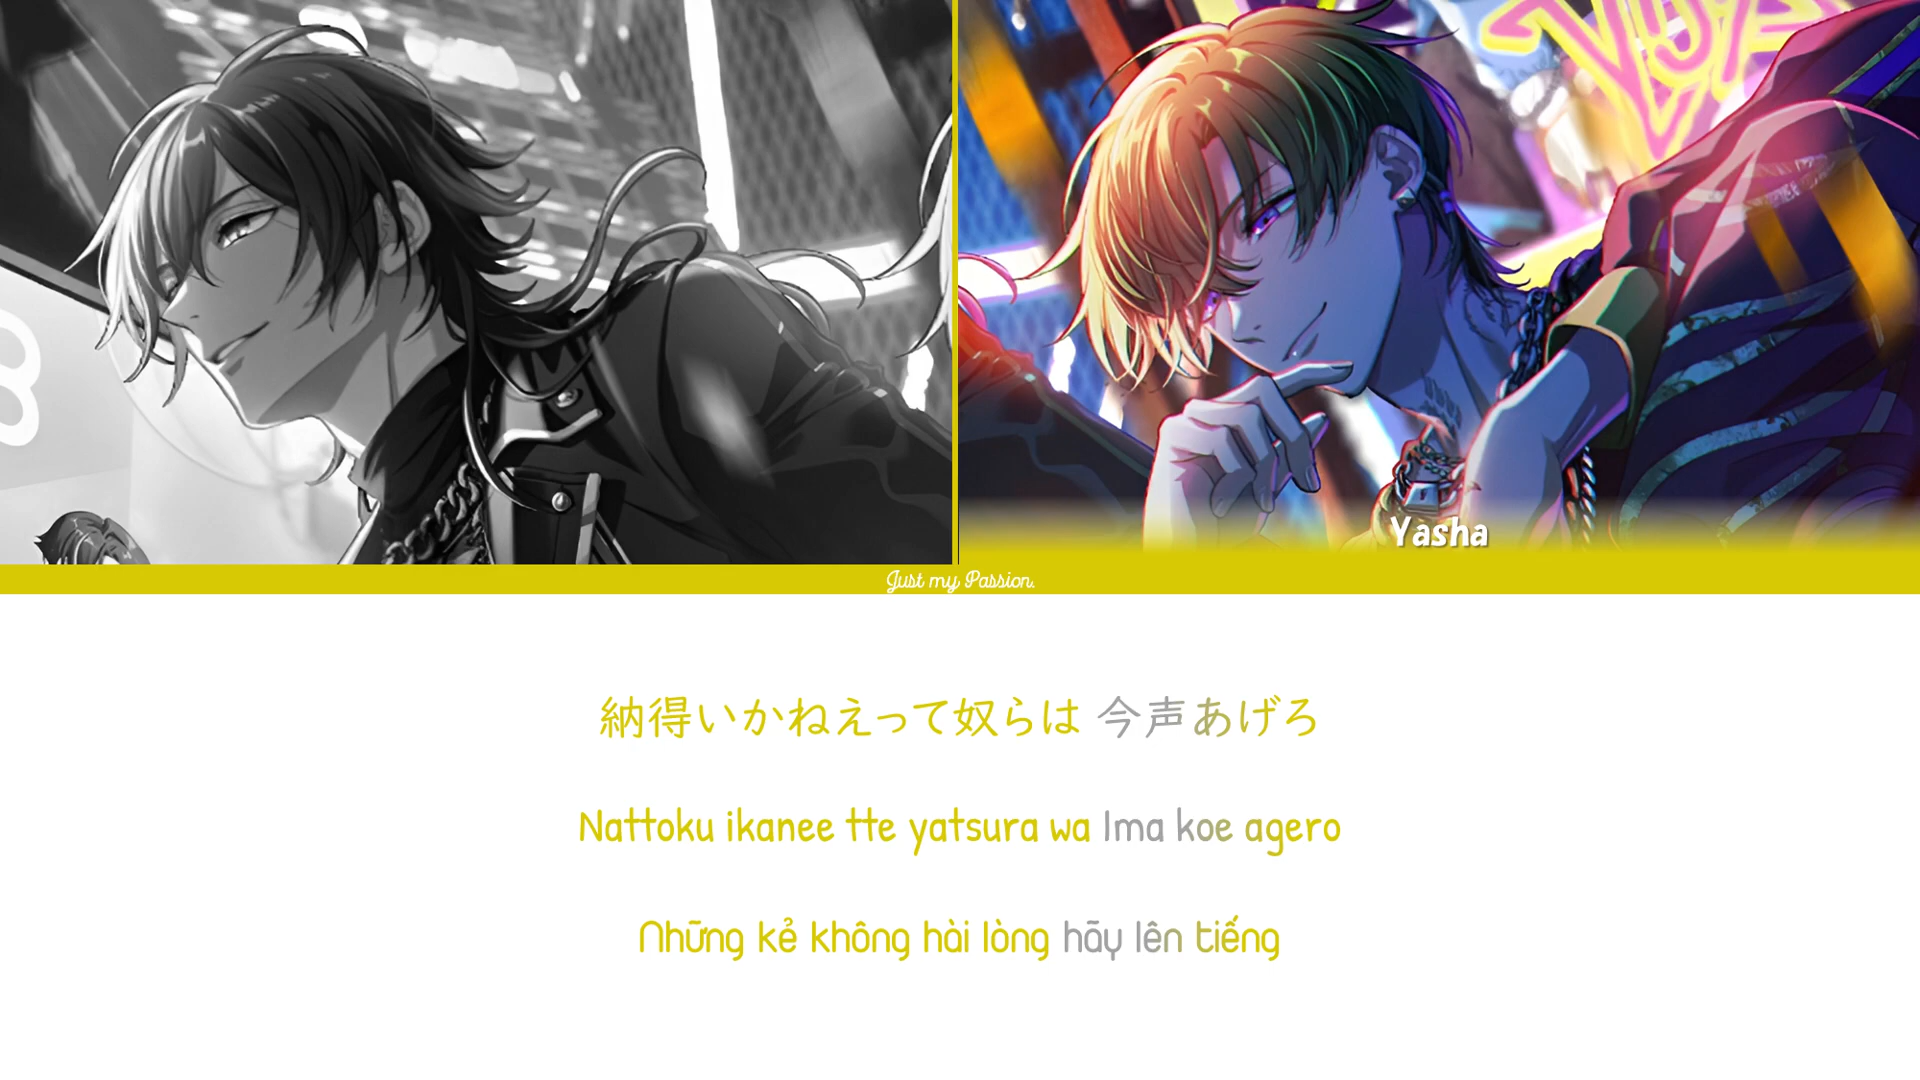 Yasha
Just my Passion.
納得いかねえって奴らは 今声あげろ
Nattoku ikanee tte yatsura wa Ima koe agero
Những kẻ không hài lòng hãy lên tiếng